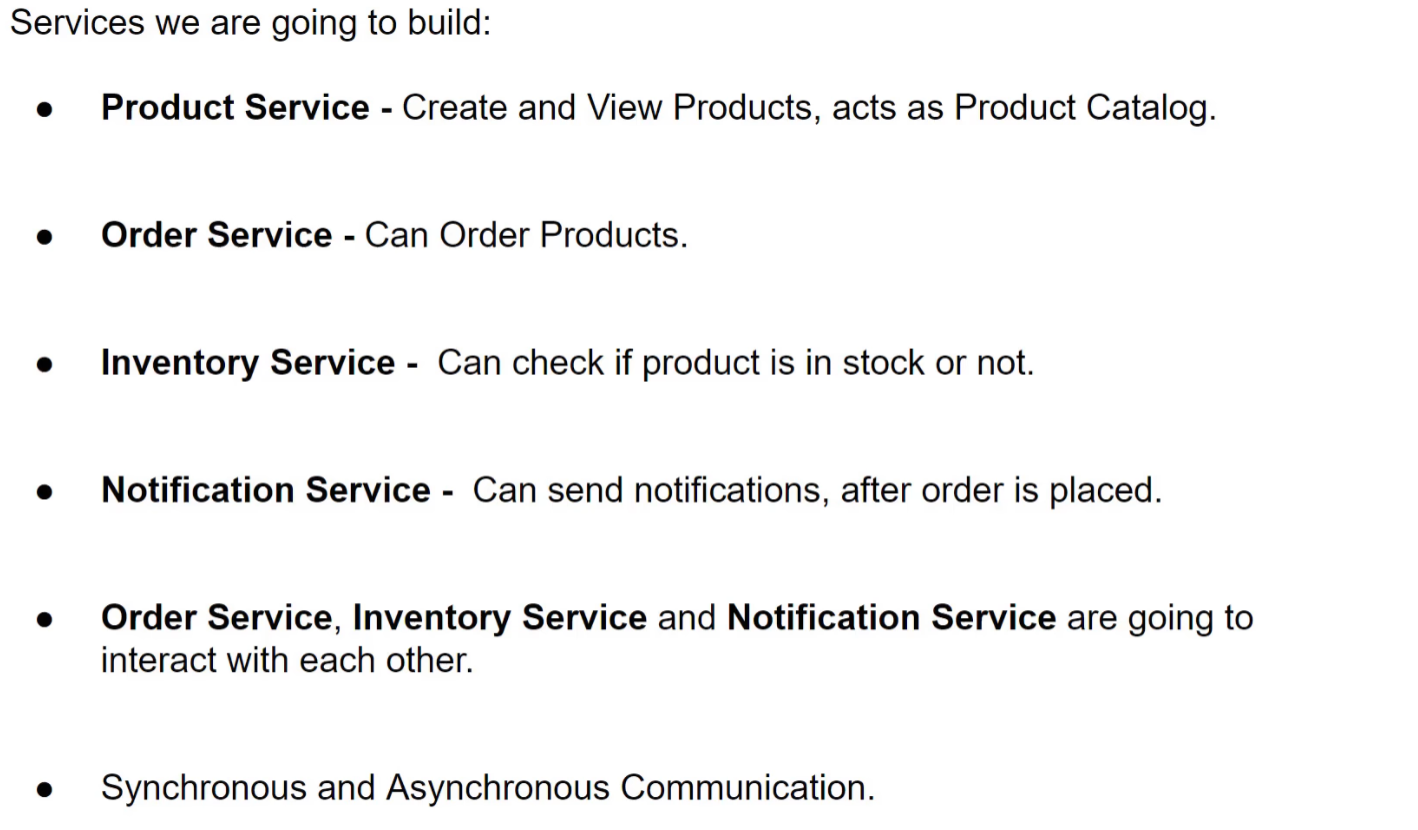 Services we are going to build:
● Product Service - Create and View Products, acts as Product Catalog.
● Order Service - Can Order Products.
● Inventory Service -  Can check if product is in stock or not.
● Notification Service -  Can send notifications, after order is placed.
● Order Service, Inventory Service and Notification Service are going to
interact with each other.
● Synchronous and Asynchronous Communication.